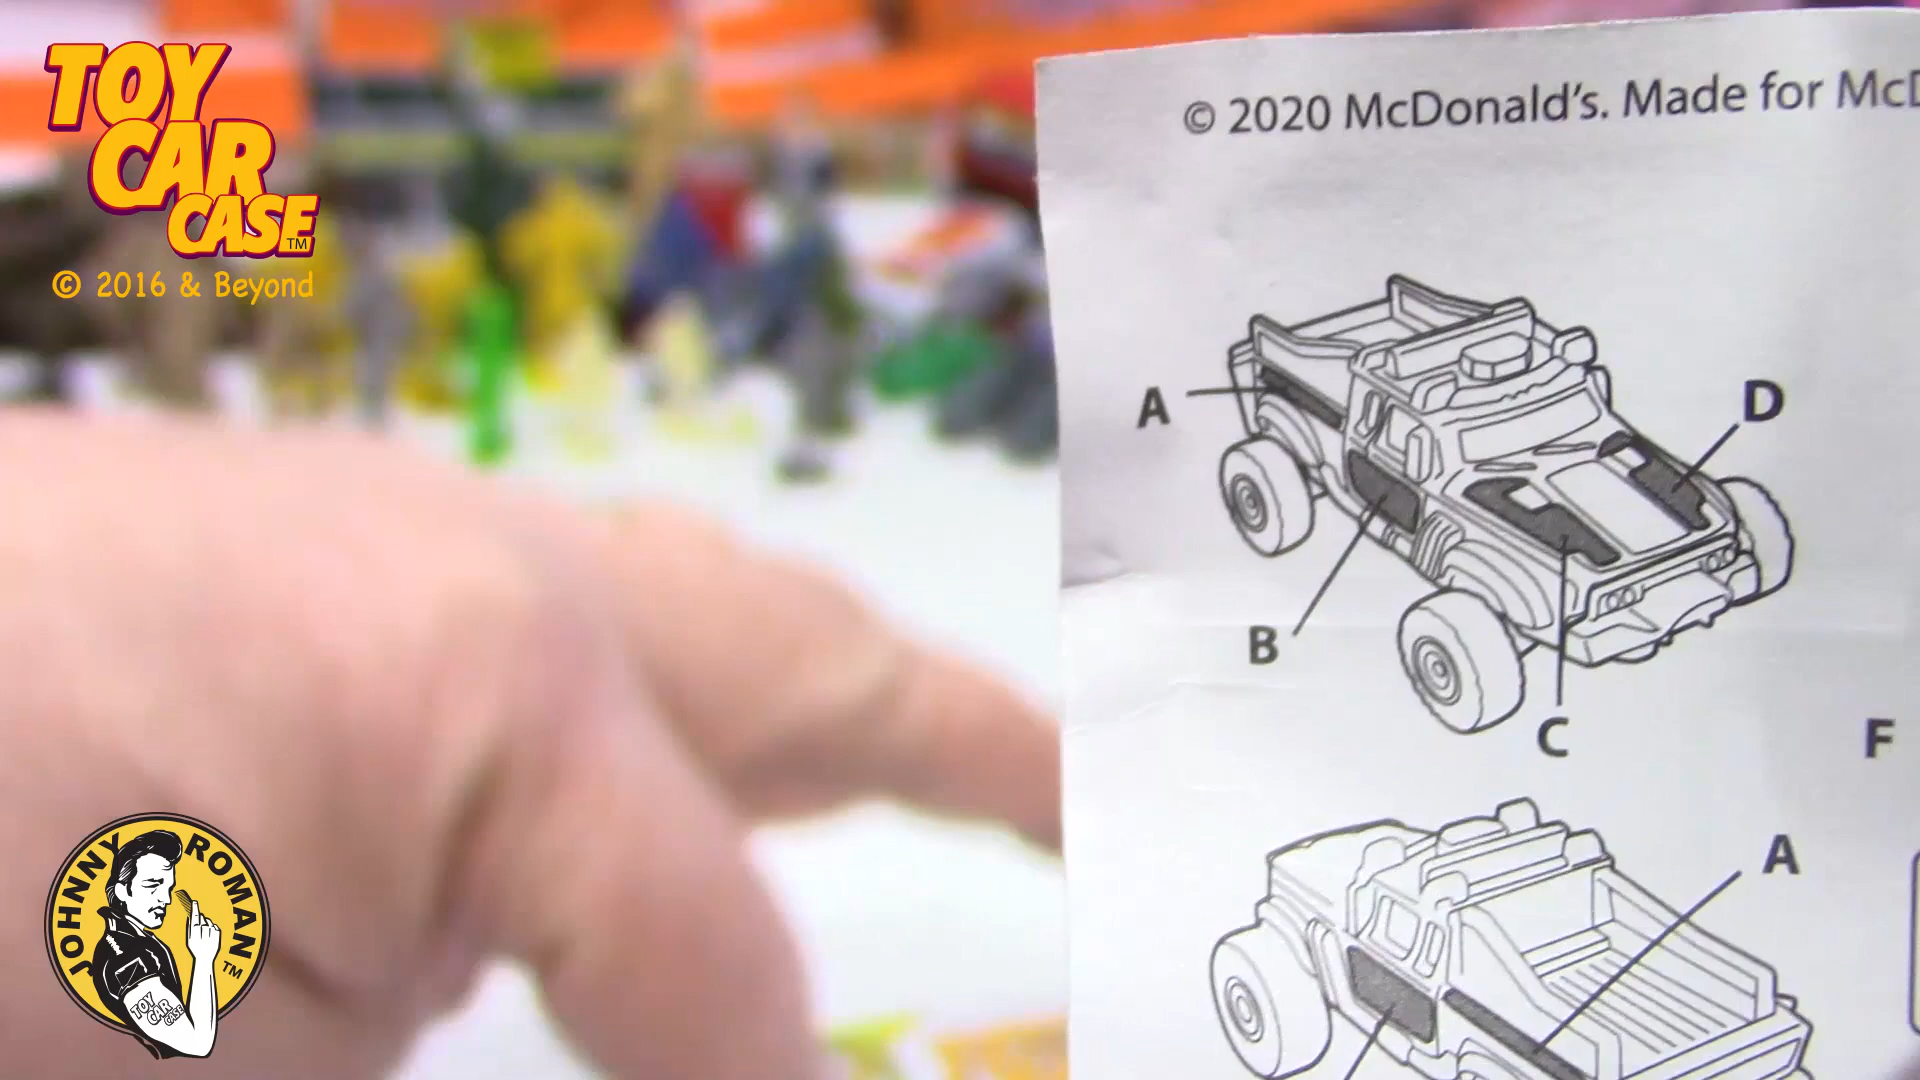 TOY
CAR
CASE
TM
© 2016 & Beyond
© 2020 McDonald's. Made for McD
A
D
B
C
F
A
JOHNNY ROMAN
TM
TOY
CAR
CASE